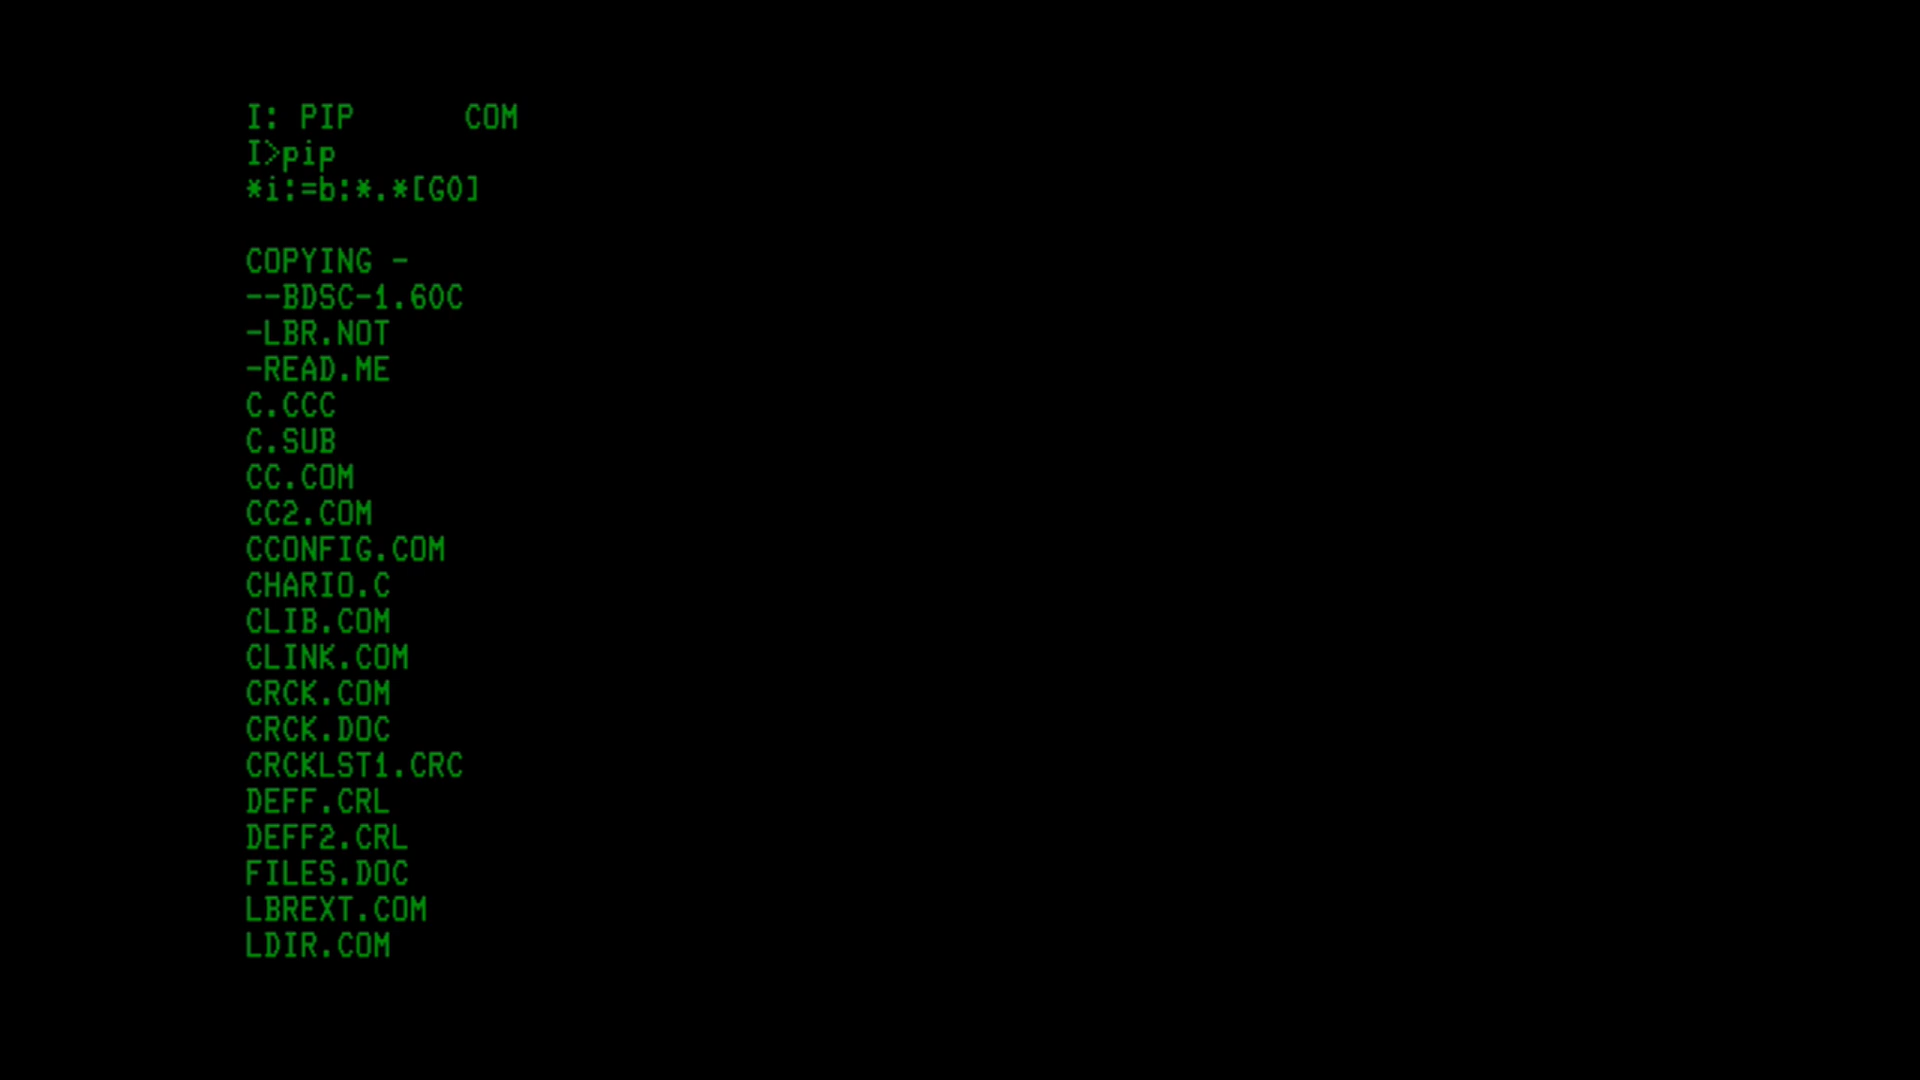 I: PIP      COM
I>pip
*i:=b:*.*[G0]
COPYING -
--BDSC-1.60C
-LBR.NOT
-READ.ME
C.CCC
C.SUB
CC.COM
CC2.COM
CCONFIG.COM
CHARIO.C
CLIB.COM
CLINK.COM
CRCK.COM
CRCK.DOC
CRCKLST1.CRC
DEFF.CRL
DEFF2.CRL
FILES.DOC
LBREXT.COM
LDIR.COM